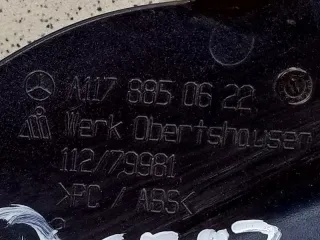 A117 885 06 22
Werk Obertshausen
112/79981
>PC / ABS<